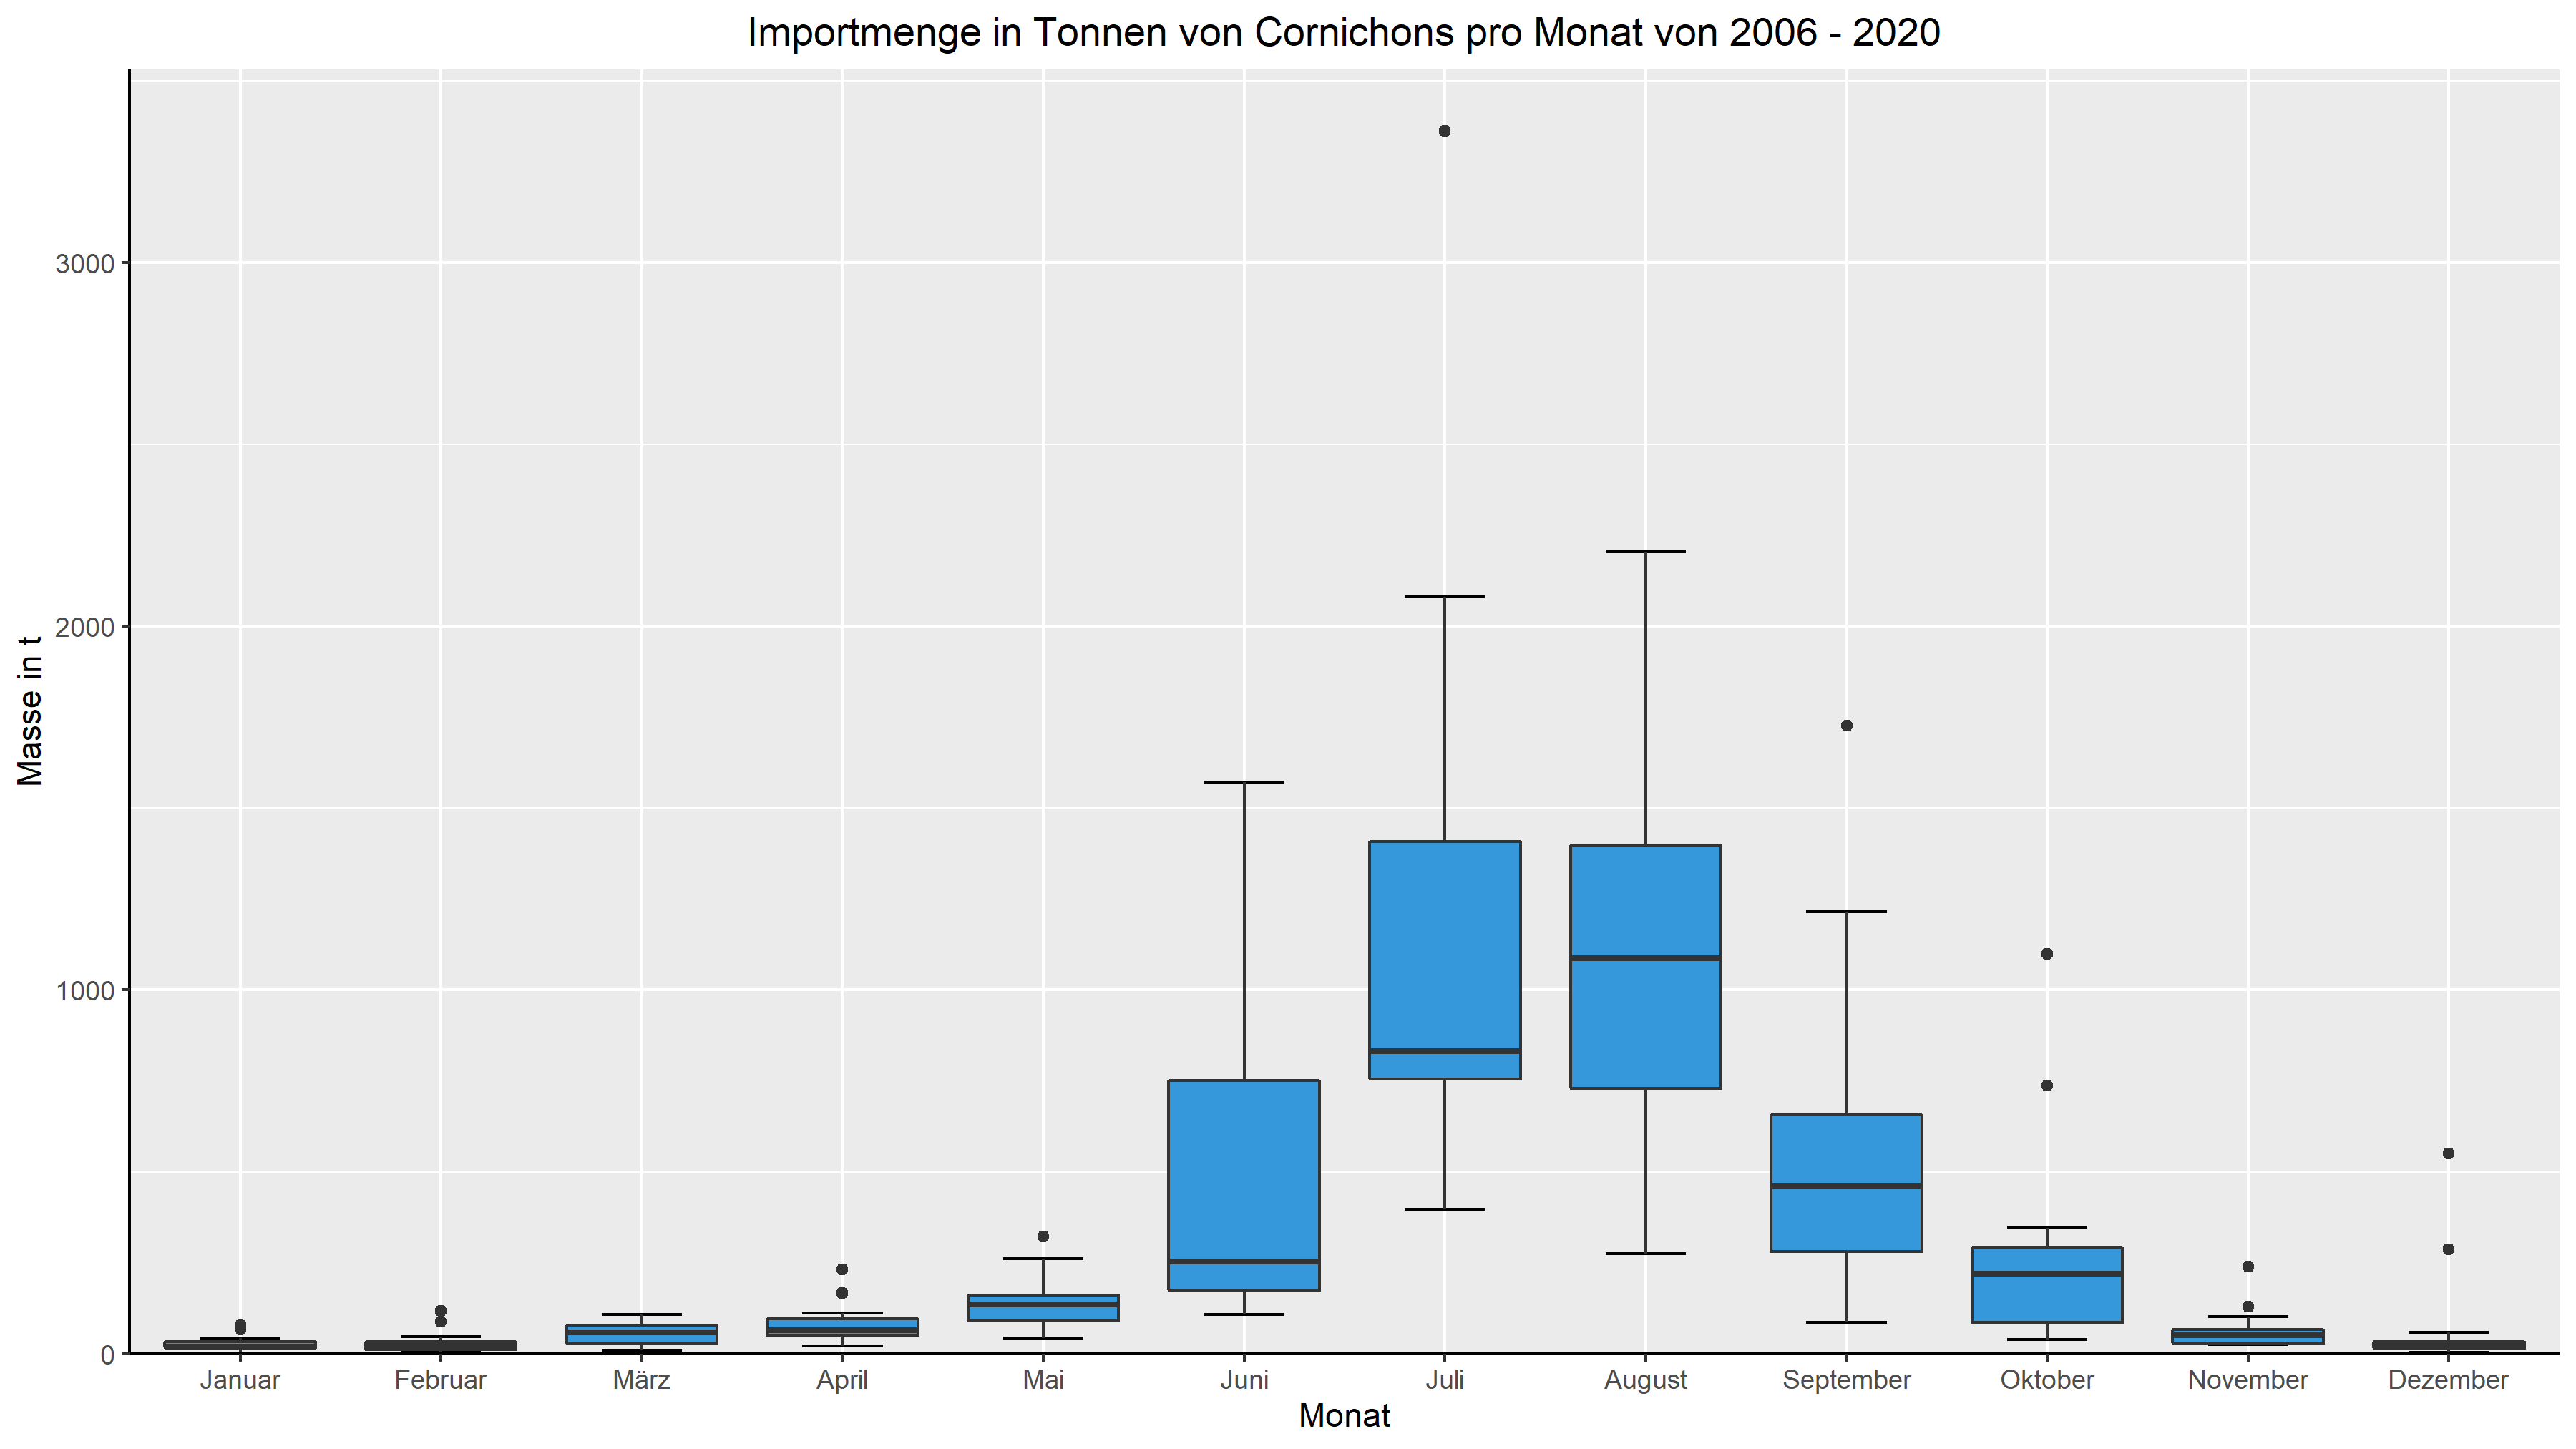 Importmenge in Tonnen von Cornichons pro Monat von 2006 - 2020
Masse in t
3000
2000
1000
0
Januar Februar März April Mai Juni Juli August September Oktober November Dezember
Monat